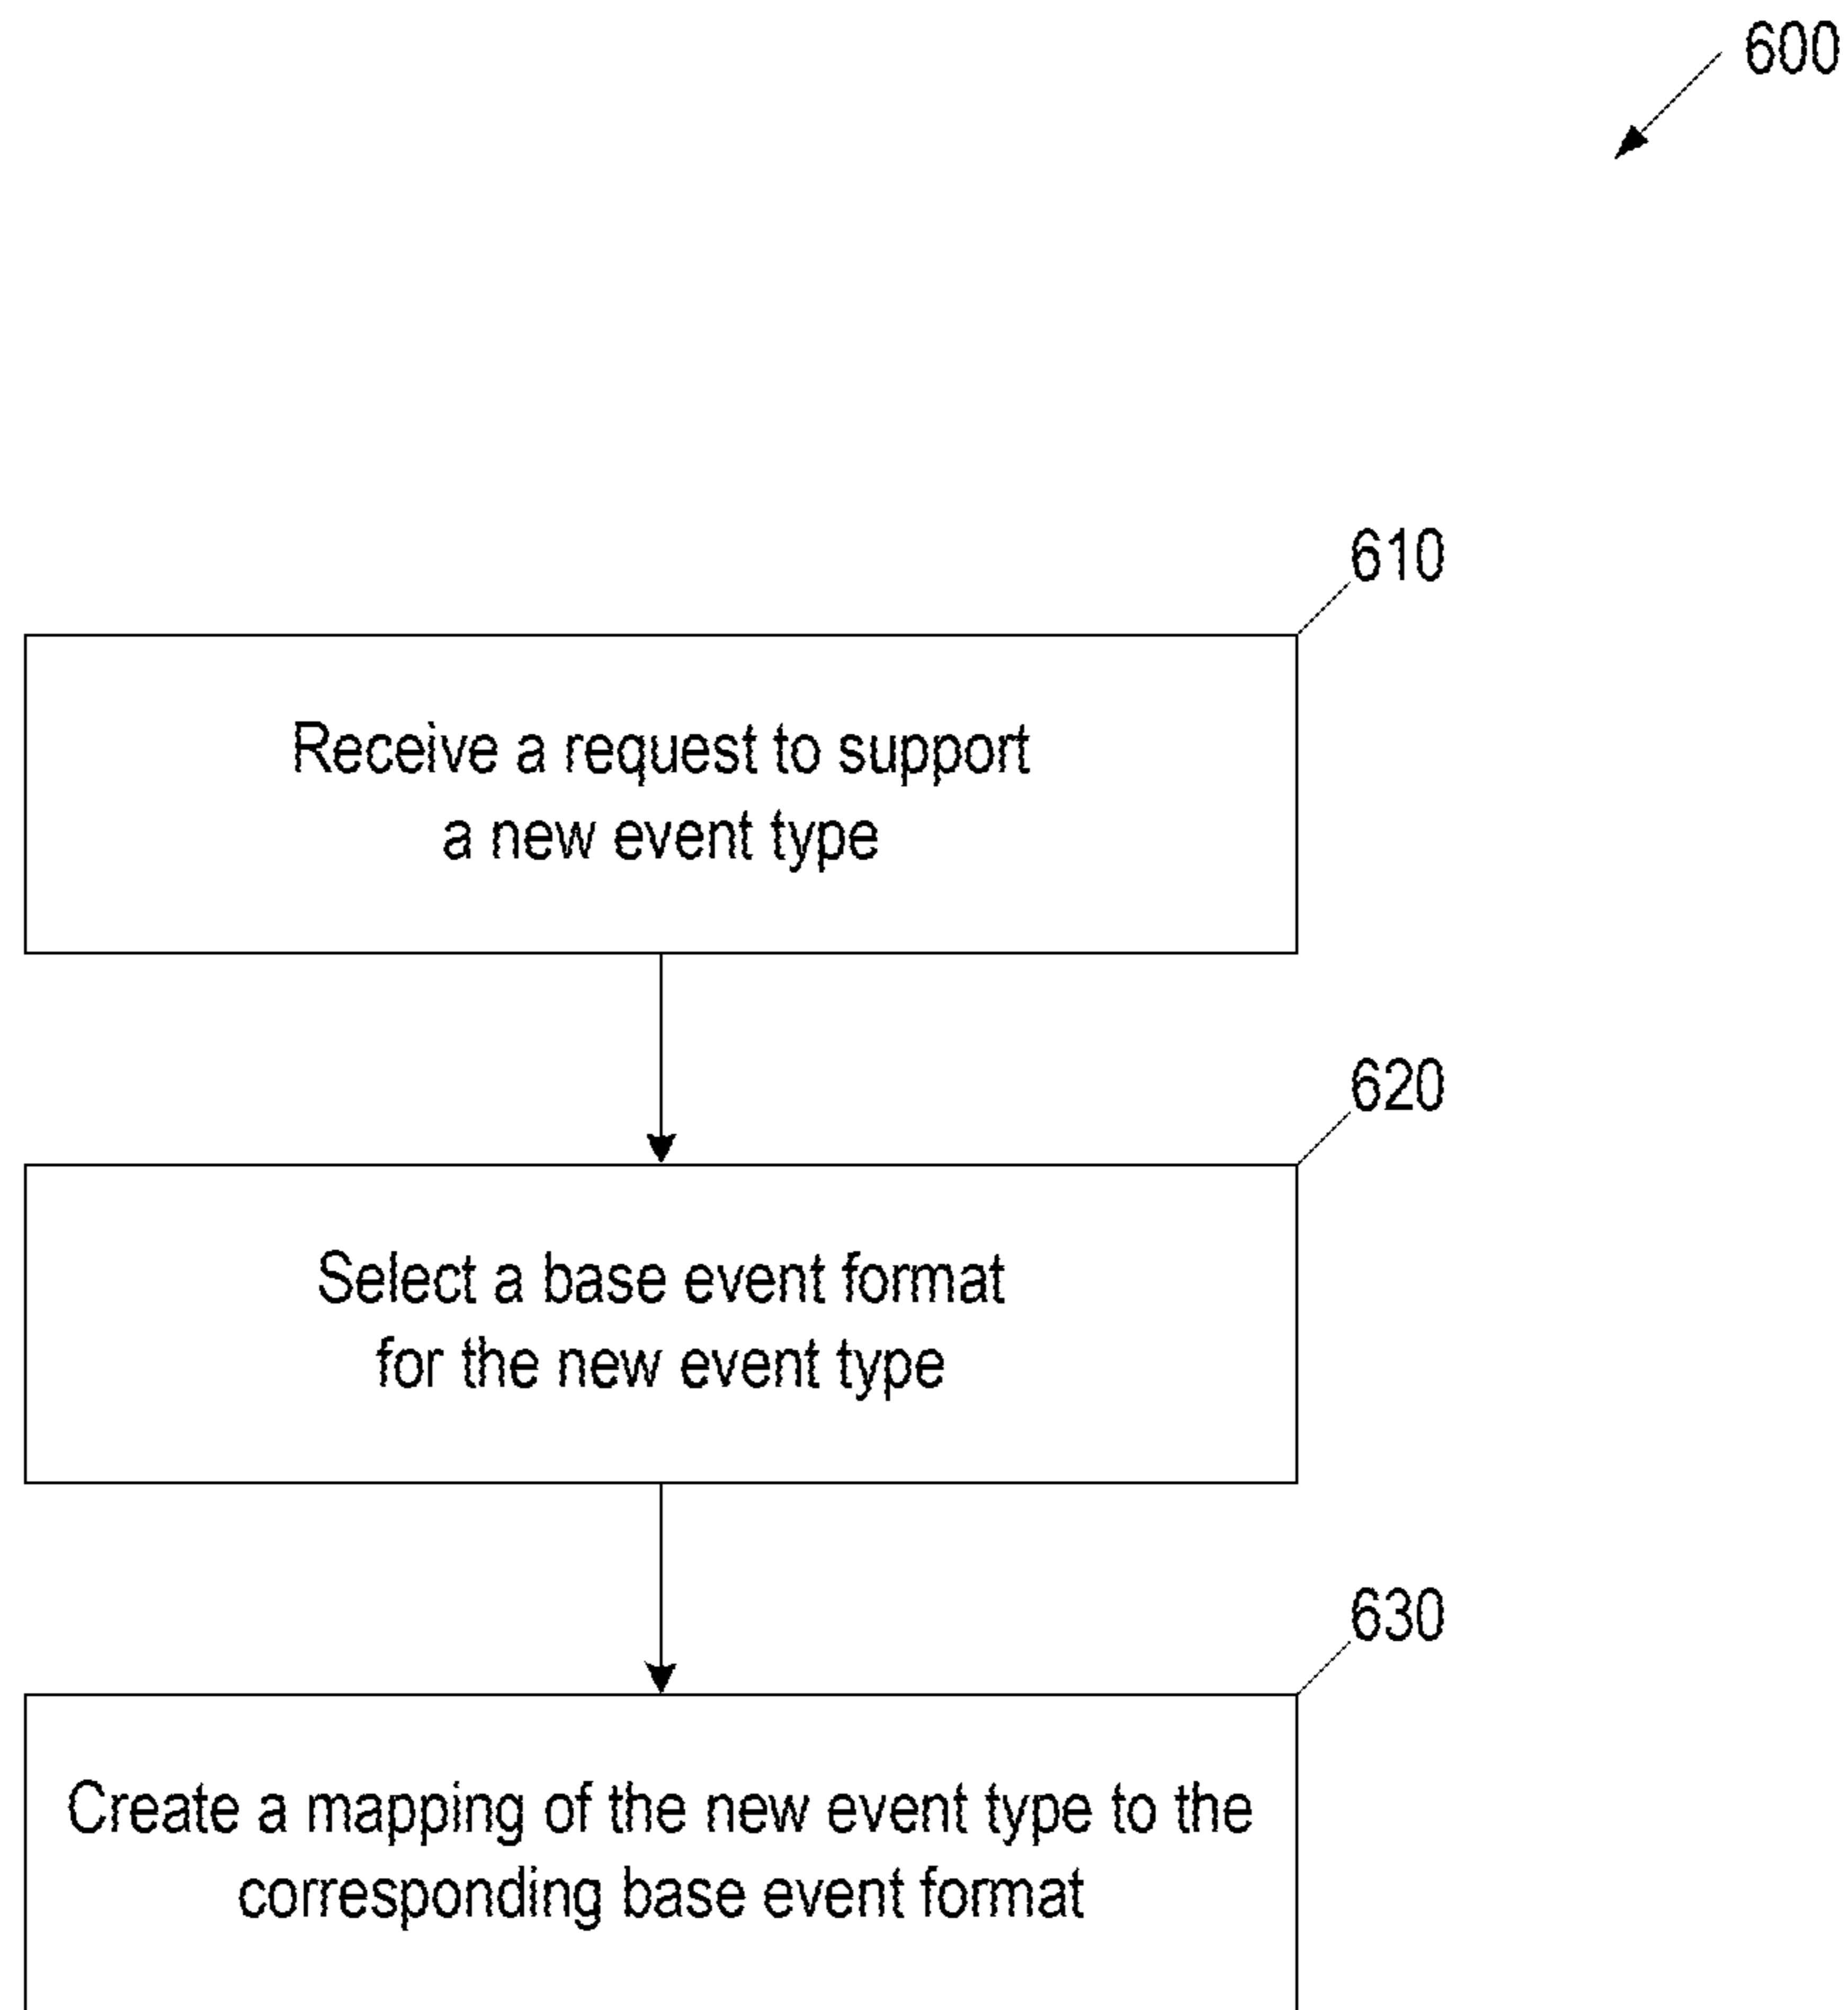 600
610
Receive a request to support
a new event type
620
Select a base event format
for the new event type
630
Create a mapping of the new event type to the
corresponding base event format